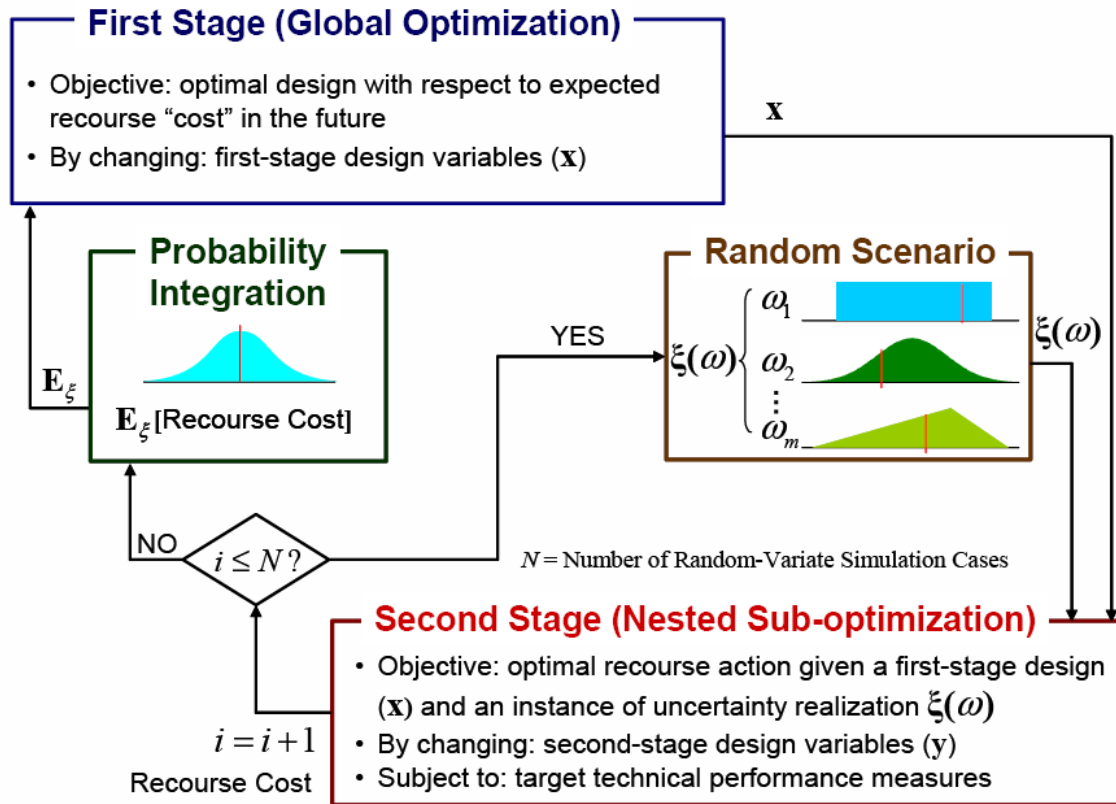 First Stage (Global Optimization)
• Objective: optimal design with respect to expected
recourse “cost” in the future
• By changing: first-stage design variables (x)
x
Probability
Integration
E_ξ
E_ξ[Recourse Cost]
Random Scenario
ξ(ω)
ω₁
ω₂
⋮
ωₘ
ξ(ω)
YES
NO
i ≤ N?
N = Number of Random-Variate Simulation Cases
Second Stage (Nested Sub-optimization)
• Objective: optimal recourse action given a first-stage design
(x) and an instance of uncertainty realization ξ(ω)
• By changing: second-stage design variables (y)
• Subject to: target technical performance measures
i = i + 1
Recourse Cost